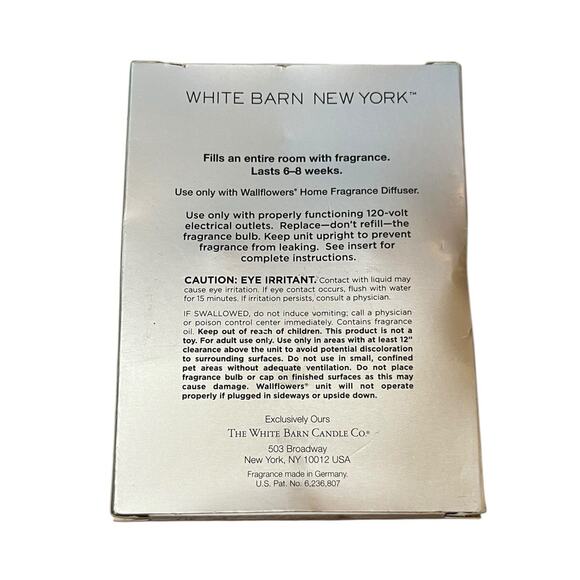 WHITE BARN NEW YORK™
Fills an entire room with fragrance.
Lasts 6–8 weeks.
Use only with Wallflowers® Home Fragrance Diffuser.
Use only with properly functioning 120-volt
electrical outlets. Replace—don't refill—the
fragrance bulb. Keep unit upright to prevent
fragrance from leaking. See insert for
complete instructions.
CAUTION: EYE IRRITANT. Contact with liquid may
cause eye irritation. If eye contact occurs, flush with water
for 15 minutes. If irritation persists, consult a physician.
IF SWALLOWED, do not induce vomiting; call a physician
or poison control center immediately. Contains fragrance
oil. Keep out of reach of children. This product is not a
toy. For adult use only. Use only in areas with at least 12"
clearance above the unit to avoid potential discoloration
to surrounding surfaces. Do not use in small, confined
pet areas without adequate ventilation. Do not place
fragrance bulb or cap on finished surfaces as this may
cause damage. Wallflowers® unit will not operate
properly if plugged in sideways or upside down.
Exclusively Ours
THE WHITE BARN CANDLE CO®
503 Broadway
New York, NY 10012 USA
Fragrance made in Germany.
U.S. Pat. No. 6,236,807